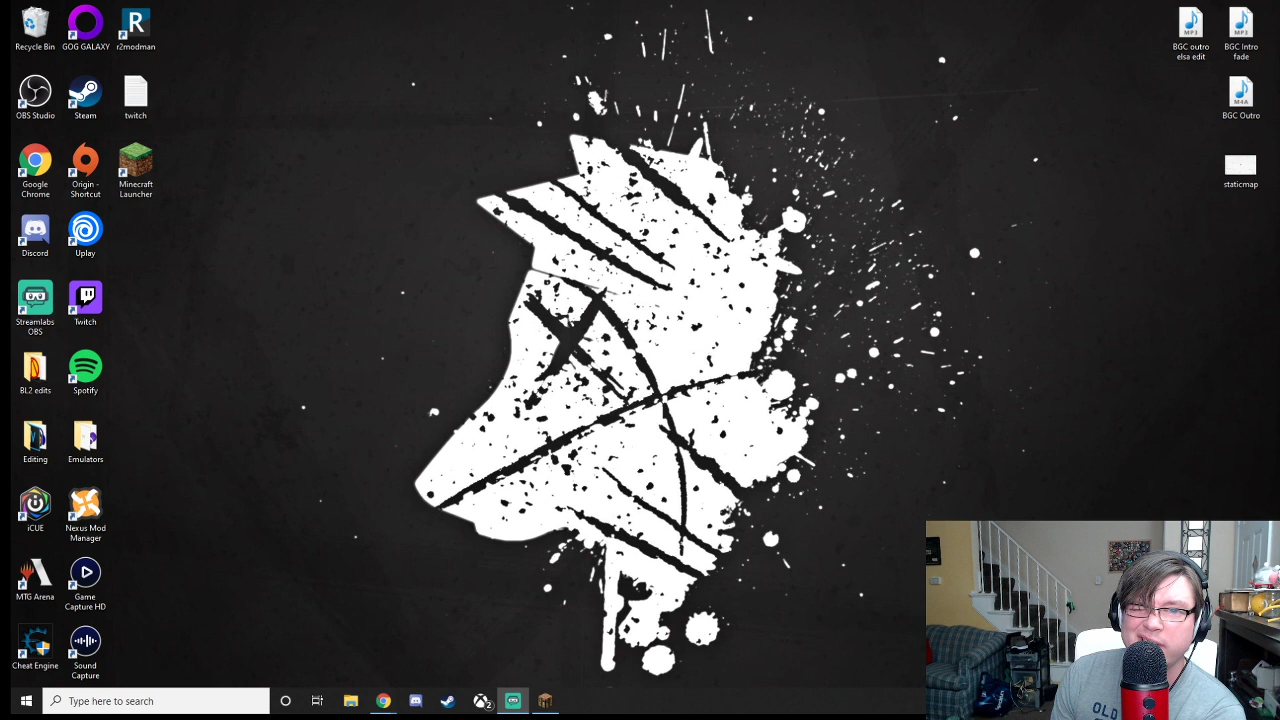 Recycle Bin
GOG GALAXY
r2modman
OBS Studio
Steam
twitch
Google
Chrome
Origin -
Shortcut
Minecraft
Launcher
Discord
Uplay
Streamlabs
OBS
Twitch
BL2 edits
Spotify
Editing
Emulators
iCUE
Nexus Mod
Manager
MTG Arena
Game
Capture HD
Cheat Engine
Sound
Capture
MP3
BGC outro
elsa edit
MP3
BGC Intro
fade
M4A
BGC Outro
staticmap
Type here to search
2
OLD